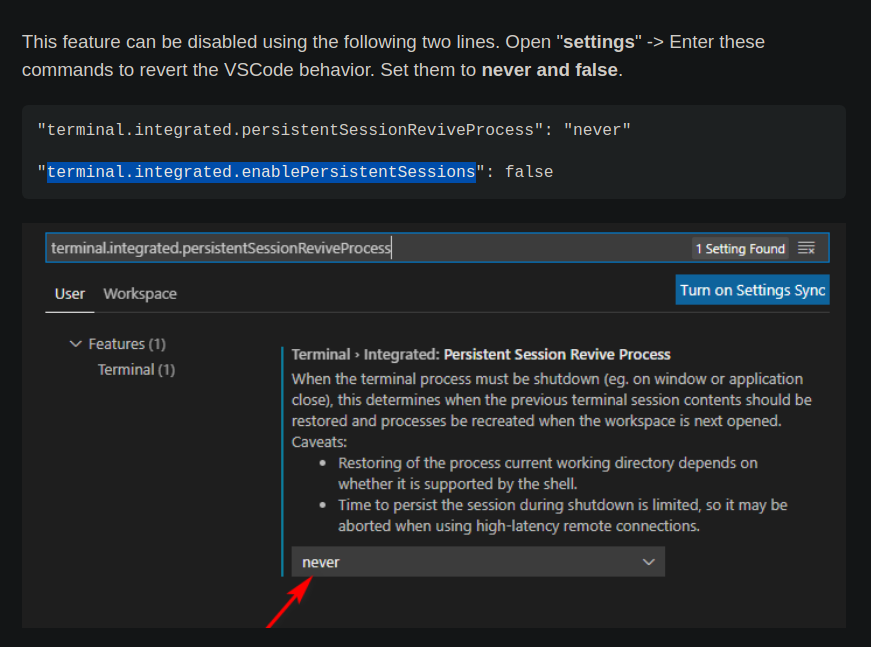 This feature can be disabled using the following two lines. Open "settings" -> Enter these
commands to revert the VSCode behavior. Set them to never and false.
"terminal.integrated.persistentSessionReviveProcess": "never"
"terminal.integrated.enablePersistentSessions": false
terminal.integrated.persistentSessionReviveProcess
1 Setting Found
User Workspace
Turn on Settings Sync
Features (1)
Terminal (1)
Terminal › Integrated: Persistent Session Revive Process
When the terminal process must be shutdown (eg. on window or application
close), this determines when the previous terminal session contents should be
restored and processes be recreated when the workspace is next opened.
Caveats:
• Restoring of the process current working directory depends on
whether it is supported by the shell.
• Time to persist the session during shutdown is limited, so it may be
aborted when using high-latency remote connections.
never